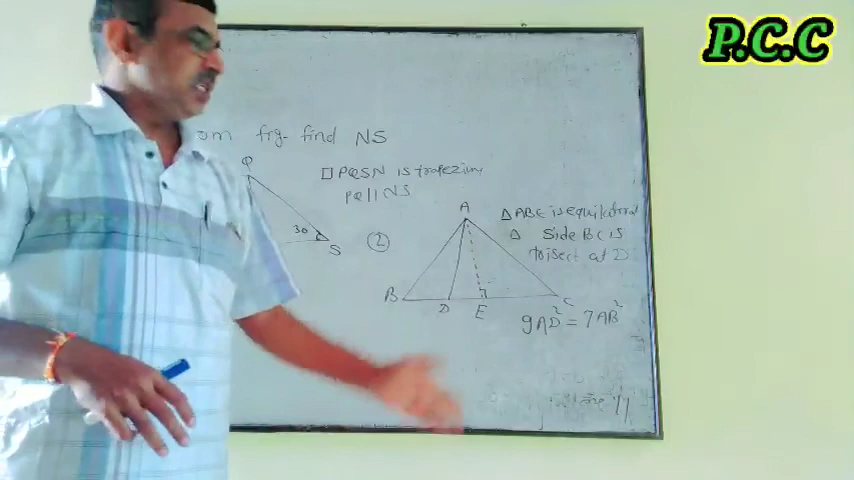 P.C.C
om fig. find NS
Q
□ PQSN is trapezium
PQ || NS
30
S
②
A
△ ABE is equilateral
△ Side BC is
trisect at D
B
D
E
C
9AD² = 7AB²